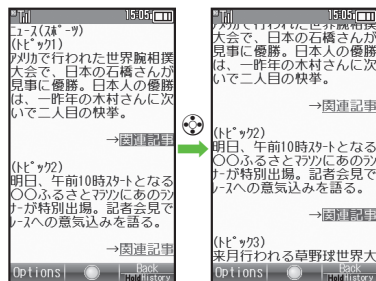 15:05
ニュース(スポーツ)
(トピック1)
アメリカで行われた世界腕相撲
大会で、日本の石橋さんが
見事に優勝。日本人の優勝
は、一昨年の木村さんに次
いで二人目の快挙。
→関連記事
(トピック2)
明日、午前10時スタートとなる
〇〇ふるさとマラソンにあのラン
ナーが特別出場。記者会見で
レースへの意気込みを語る。
→関連記事
Options
Back
Hold History
15:05
大会で、日本の石橋さんが
見事に優勝。日本人の優勝
は、一昨年の木村さんに次
いで二人目の快挙。
→関連記事
(トピック2)
明日、午前10時スタートとなる
〇〇ふるさとマラソンにあのラン
ナーが特別出場。記者会見で
レースへの意気込みを語る。
→関連記事
(トピック3)
来月行われる草野球世界大
Options
Back
Hold History